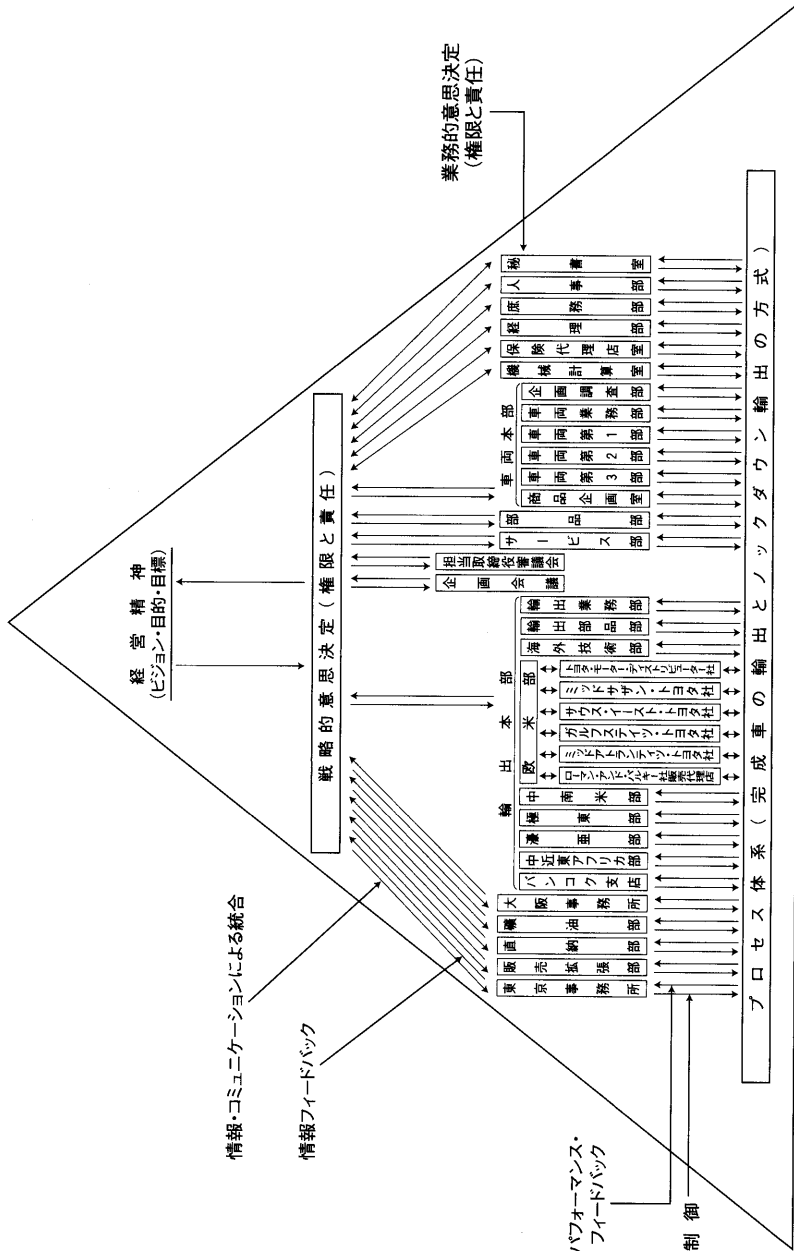 経営精神
(ビジョン・目的・目標)
戦略的意思決定(権限と責任)
情報・コミュニケーションによる統合
情報フィードバック
業務的意思決定
(権限と責任)
担当取締役審議会
企画会議
東京事務所
販売拡張部
直納部
礦油部
大阪事務所
輸出本部
バンコク支店
中近東アフリカ部
濠亜部
極東部
中南米部
欧米部
ローマン・アンド・バルキー社販売代理店
ミッドアトランティツ・トヨタ社
ガルフステイツ・トヨタ社
サウス・イースト・トヨタ社
ミッドサザン・トヨタ社
トヨタ・モーター・ディストリビューター社
海外技術部
輸出部品部
輸出業務部
サービス部
部品部
車両本部
商品企画室
車両第3部
車両第2部
車両第1部
車両業務部
企画調査部
機械計算室
保険代理店室
経理部
庶務部
人事部
秘書室
パフォーマンス・
フィードバック
制御
プロセス体系(完成車の輸出とノックダウン輸出の方式)